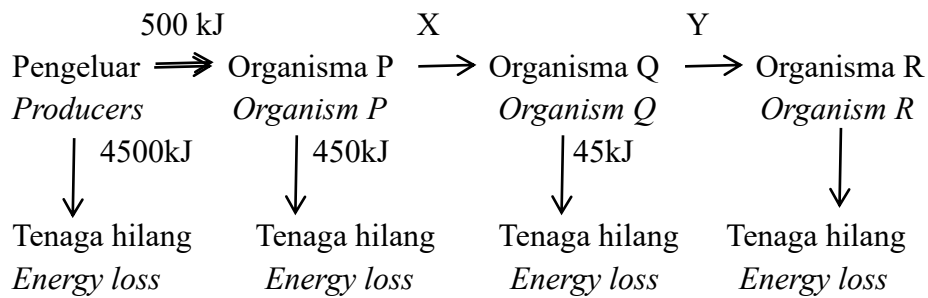 500 kJ X Y
Pengeluar Organisma P Organisma Q Organisma R
Producers Organism P Organism Q Organism R
4500kJ 450kJ 45kJ
Tenaga hilang Tenaga hilang Tenaga hilang Tenaga hilang
Energy loss Energy loss Energy loss Energy loss